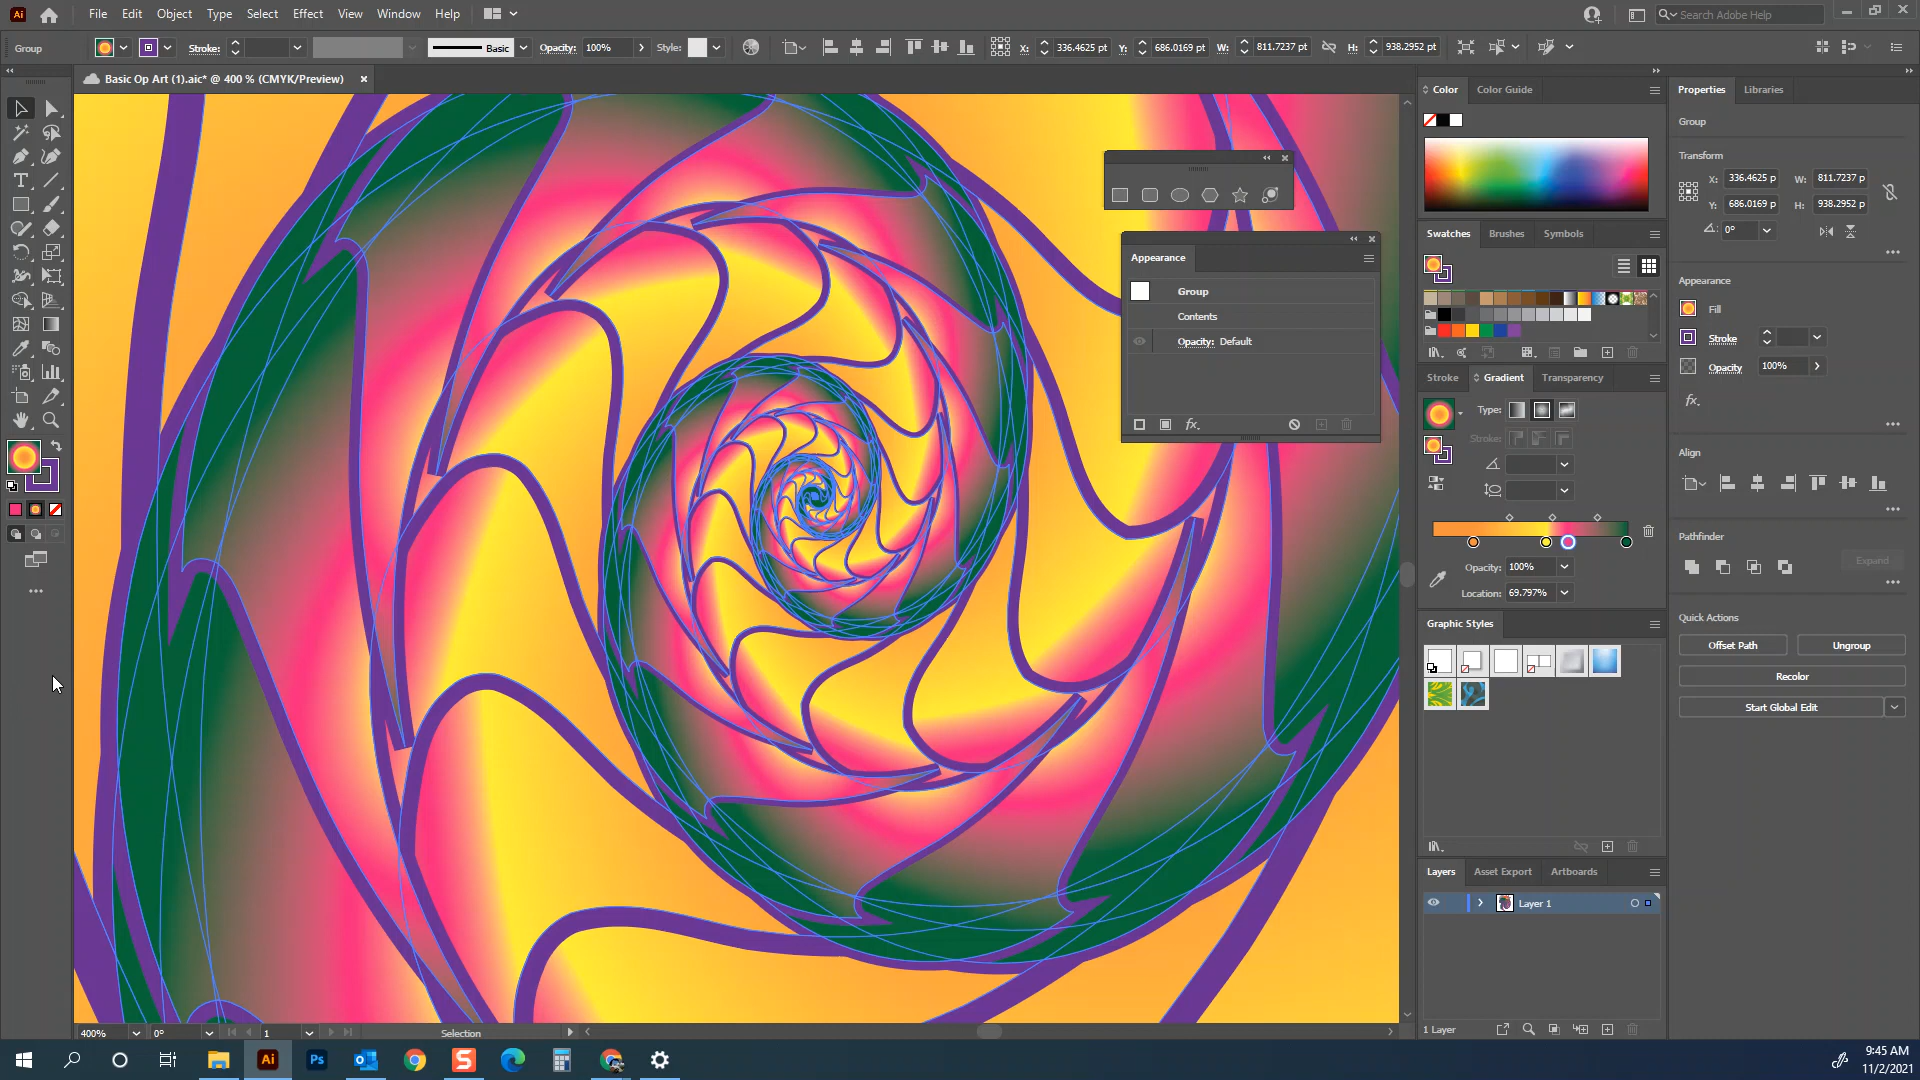 Ai File Edit Object Type Select Effect View Window Help Search Adobe Help
Group Stroke: Basic Opacity: 100% Style: X: 336.4625 pt Y: 686.0169 pt W: 811.7237 pt H: 938.2952 pt
Basic Op Art (1).aic* @ 400 % (CMYK/Preview)
Color Color Guide
Properties Libraries
Group
Transform
X: 336.4625 p W: 811.7237 p
Y: 686.0169 p H: 938.2952 p
0°
Swatches Brushes Symbols
Appearance
Group
Contents
Opacity: Default
fx.
Appearance
Fill
Stroke
Opacity 100%
fx.
Stroke Gradient Transparency
Type:
Stroke:
Opacity: 100%
Location: 69.797%
Align
Pathfinder
Expand
Quick Actions
Offset Path Ungroup
Recolor
Start Global Edit
Graphic Styles
Layers Asset Export Artboards
Layer 1
1 Layer
400% 0° 1 Selection
Ai Ps S
9:45 AM
11/2/2021